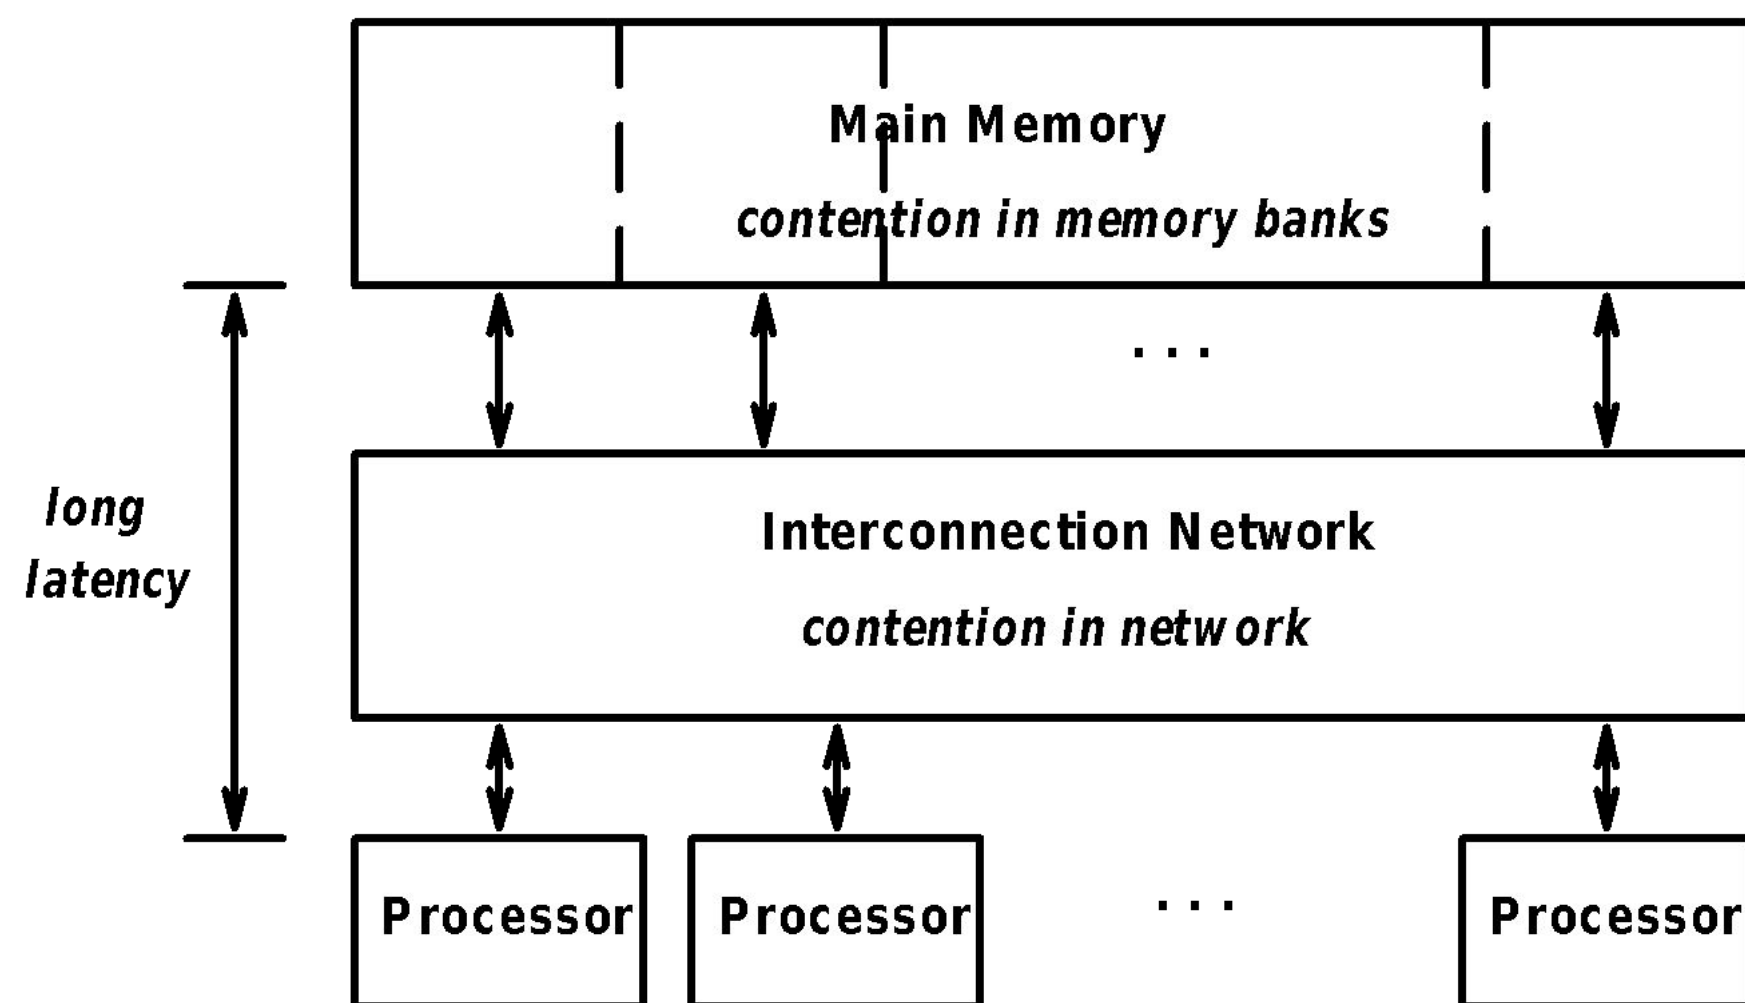 Main Memory
contention in memory banks
. . .
long
latency
Interconnection Network
contention in network
Processor
Processor
. . .
Processor